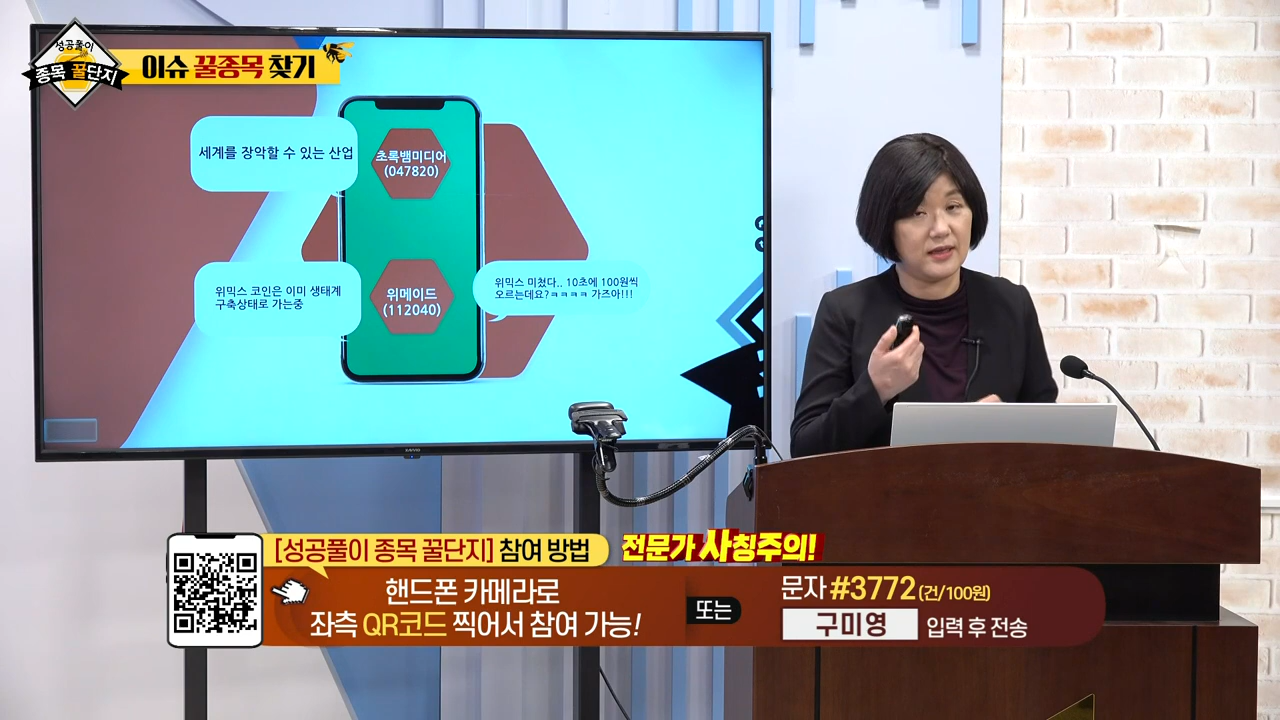 성공풀이
종목 꿀단지
이슈 꿀종목 찾기
세계를 장악할 수 있는 산업
초록뱀미디어
(047820)
위믹스 코인은 이미 생태계
구축상태로 가는중
위메이드
(112040)
위믹스 미쳤다.. 10초에 100원씩
오르는데요?ㅋㅋㅋㅋ 가즈아!!!
[성공풀이 종목 꿀단지] 참여 방법
전문가 사칭주의!
핸드폰 카메라로
좌측 QR코드 찍어서 참여 가능!
또는
문자 #3772 (건/100원)
구미영 입력 후 전송